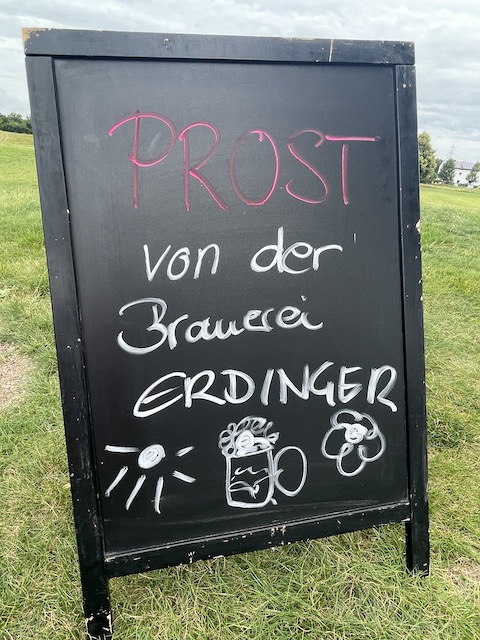 PROST
von der
Brauerei
ERDINGER